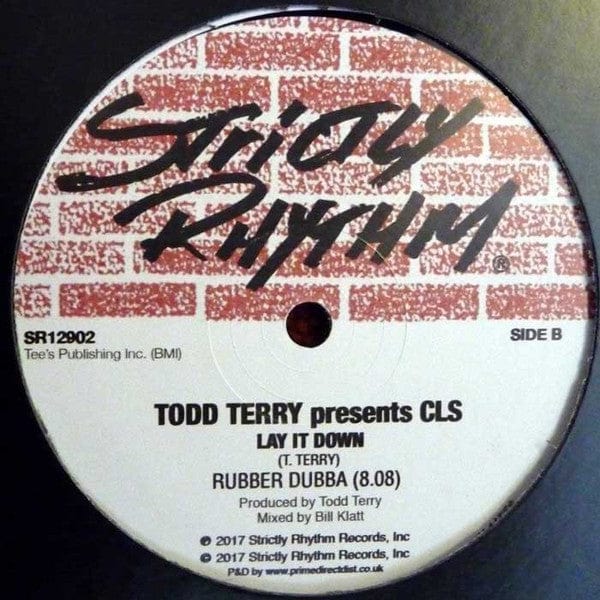 STRICTLY
RHYTHM®
SR12902
Tee's Publishing Inc. (BMI)
SIDE B
TODD TERRY presents CLS
LAY IT DOWN
(T. TERRY)
RUBBER DUBBA (8.08)
Produced by Todd Terry
Mixed by Bill Klatt
℗ 2017 Strictly Rhythm Records, Inc
© 2017 Strictly Rhythm Records, Inc
P&D by www.primedirectdist.co.uk